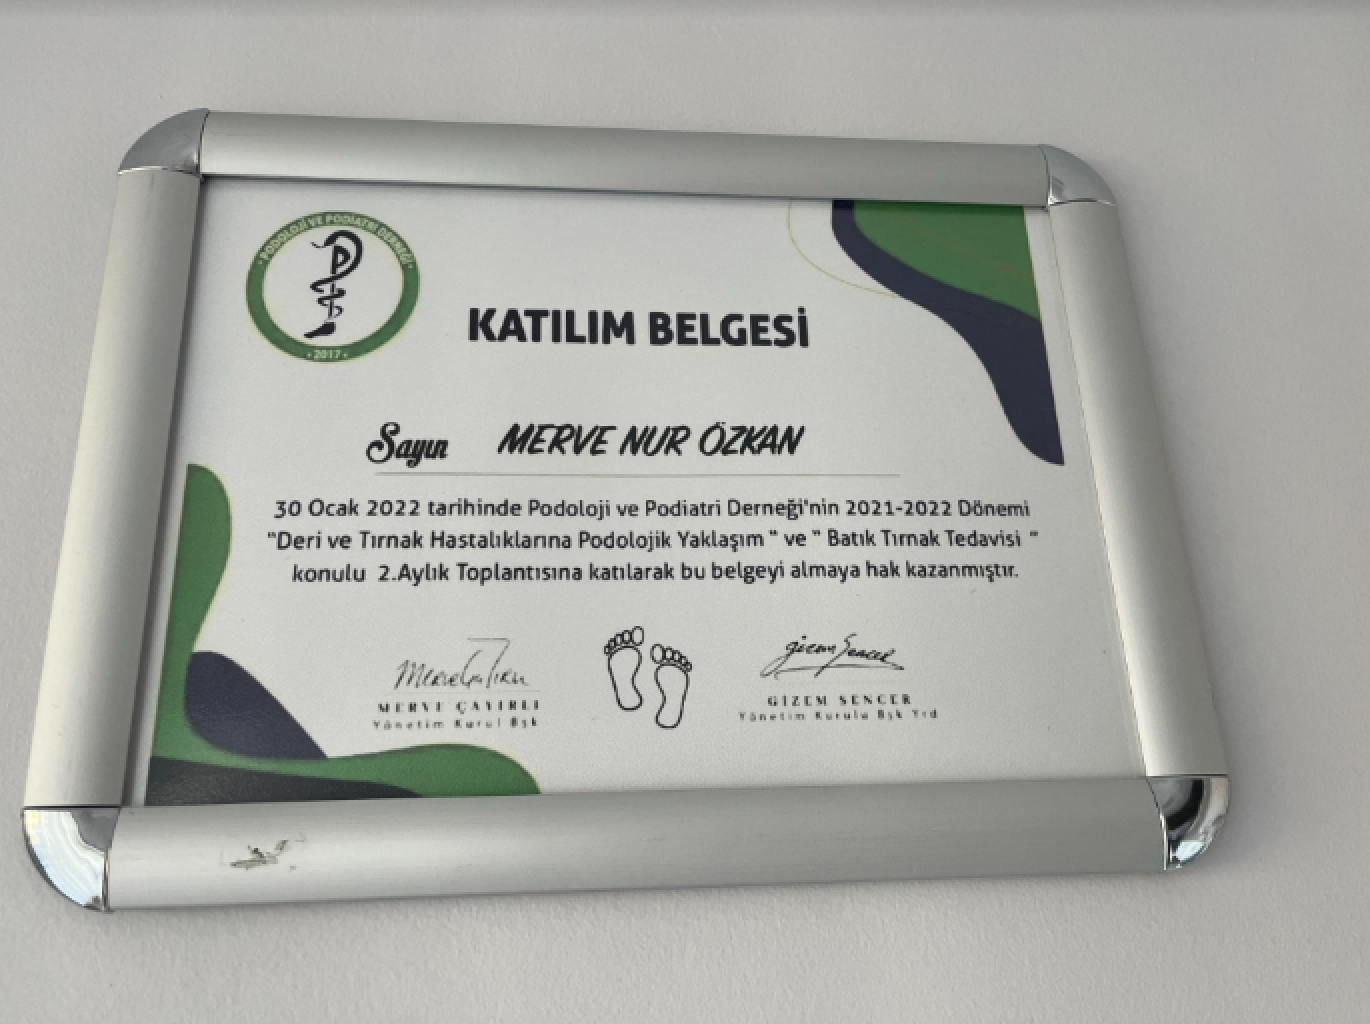 PODOLOJİ VE PODİATRİ DERNEĞİ
2017
KATILIM BELGESİ
Sayın MERVE NUR ÖZKAN
30 Ocak 2022 tarihinde Podoloji ve Podiatri Derneği'nin 2021-2022 Dönemi
"Deri ve Tırnak Hastalıklarına Podolojik Yaklaşım" ve " Batık Tırnak Tedavisi "
konulu 2.Aylık Toplantısına katılarak bu belgeyi almaya hak kazanmıştır.
Gizem Sencer
MERVE ÇAYIRLI GİZEM SENCER
Yönetim Kurul Bşk Yönetim Kurulu Bşk Yrd